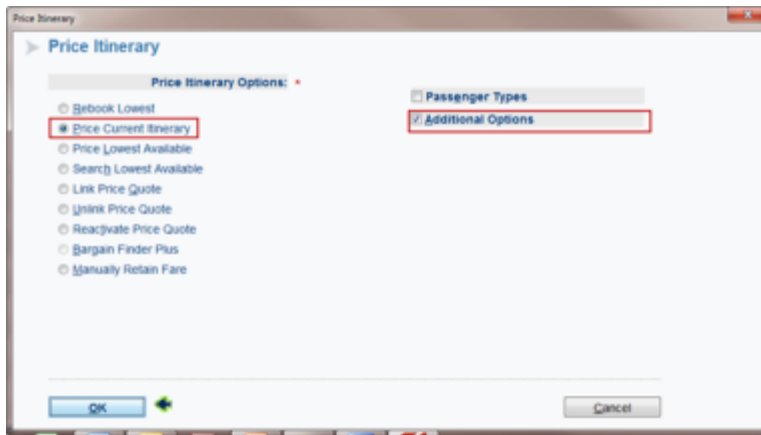 Price Itinerary
Price Itinerary
Price Itinerary Options: *
Rebook Lowest
Price Current Itinerary
Price Lowest Available
Search Lowest Available
Link Price Quote
Unlink Price Quote
Reactivate Price Quote
Bargain Finder Plus
Manually Retain Fare
Passenger Types
Additional Options
OK
Cancel